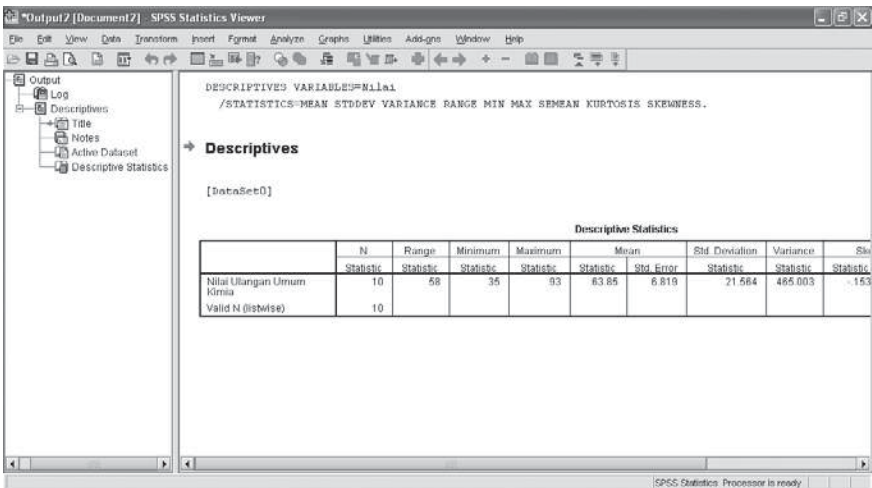 *Output2 [Document2] - SPSS Statistics Viewer
File Edit View Data Transform Insert Format Analyze Graphs Utilities Add-ons Window Help
Output
Log
Descriptives
Title
Notes
Active Dataset
Descriptive Statistics
DESCRIPTIVES VARIABLES=Nilai
/STATISTICS=MEAN STDDEV VARIANCE RANGE MIN MAX SEMEAN KURTOSIS SKEWNESS.
Descriptives
[DataSet0]
Descriptive Statistics
N Range Minimum Maximum Mean Std. Deviation Variance Ske
Statistic Statistic Statistic Statistic Statistic Std. Error Statistic Statistic Statistic
Nilai Ulangan Umum Kimia 10 58 35 93 63.85 6.819 21.564 465.003 -.153
Valid N (listwise) 10
SPSS Statistics Processor is ready